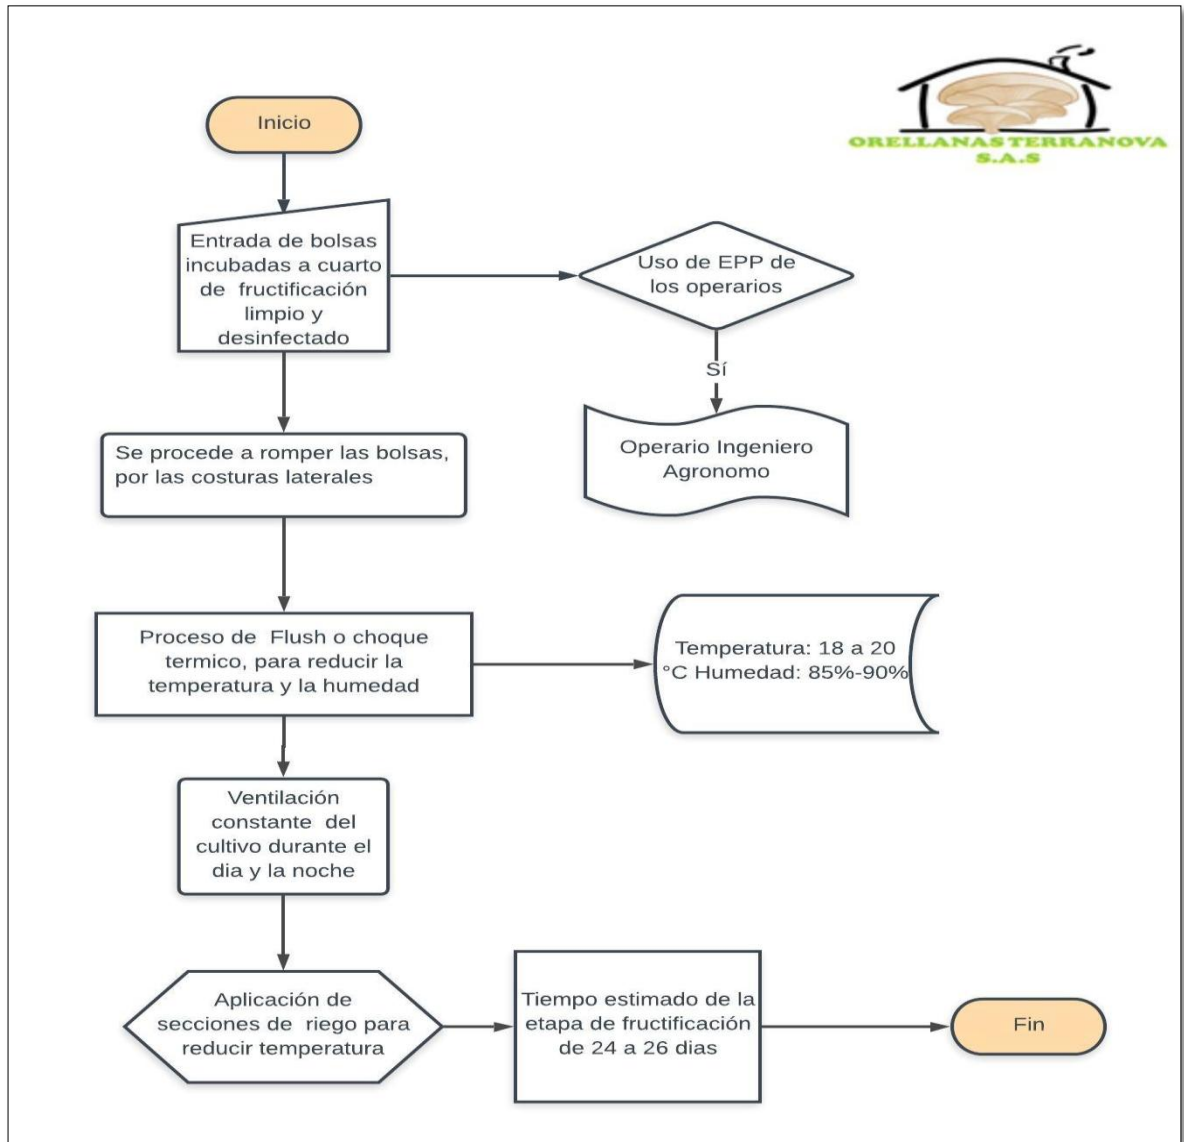 ORELLANAS TERRANOVA
S.A.S
Inicio
Entrada de bolsas
incubadas a cuarto
de fructificación
limpio y
desinfectado
Uso de EPP de
los operarios
Sí
Operario Ingeniero
Agronomo
Se procede a romper las bolsas,
por las costuras laterales
Proceso de Flush o choque
termico, para reducir la
temperatura y la humedad
Temperatura: 18 a 20
°C Humedad: 85%-90%
Ventilación
constante del
cultivo durante el
dia y la noche
Aplicación de
secciones de riego para
reducir temperatura
Tiempo estimado de la
etapa de fructificación
de 24 a 26 dias
Fin